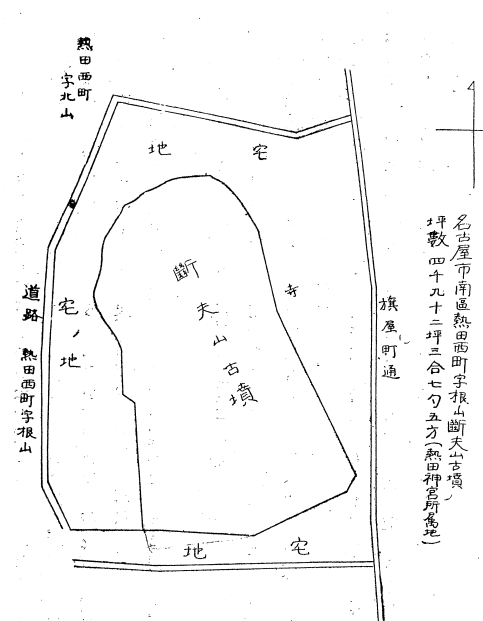 名古屋市南區熱田西町字根山斷夫山古墳
坪數 四千九十二坪三合七勺五才(熱田神宮所屬地)
旗屋町通
宅地
寺
斷夫山古墳
宅地
熱田西町
字北山
宅地
道路
熱田西町字根山